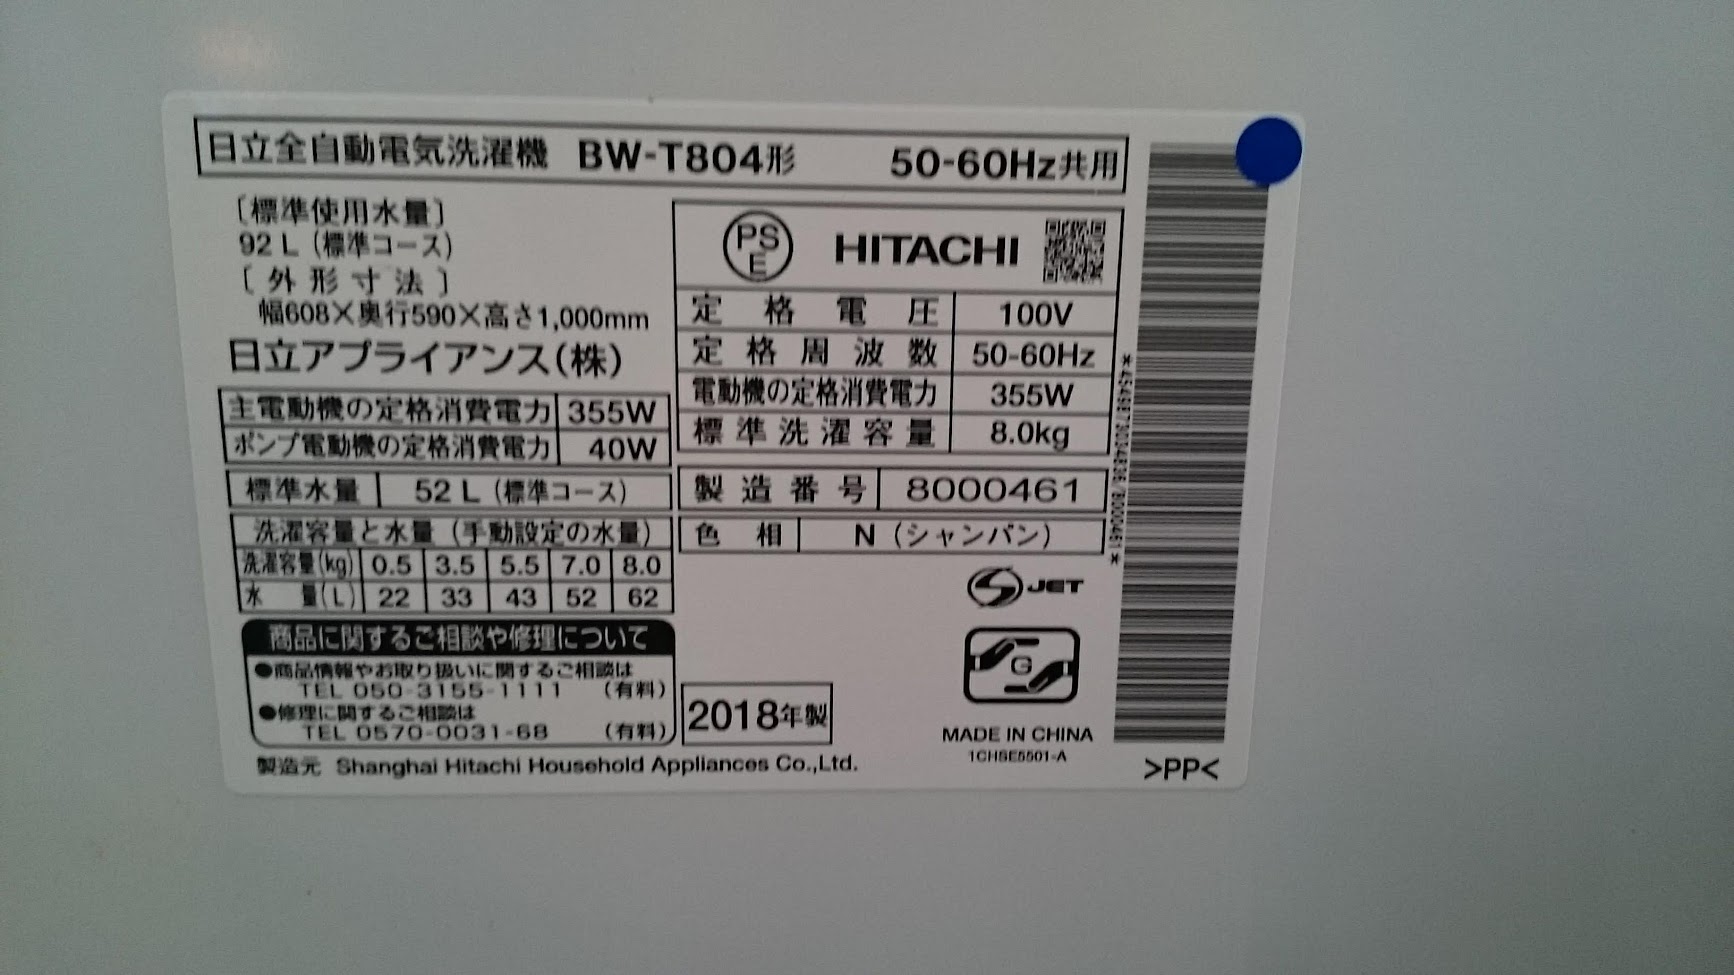 日立全自動電気洗濯機 BW-T804形 50-60Hz共用
〔標準使用水量〕
92 L (標準コース)
〔外形寸法〕
幅608×奥行590×高さ1,000mm
日立アプライアンス(株)
主電動機の定格消費電力 355W
ポンプ電動機の定格消費電力 40W
標準水量 52 L (標準コース)
洗濯容量と水量 (手動設定の水量)
洗濯容量(kg) 0.5 3.5 5.5 7.0 8.0
水量(L) 22 33 43 52 62
商品に関するご相談や修理について
●商品情報やお取り扱いに関するご相談は
TEL 050-3155-1111 (有料)
●修理に関するご相談は
TEL 0570-0031-68 (有料)
製造元 Shanghai Hitachi Household Appliances Co.,Ltd.
PS E HITACHI
定格電圧 100V
定格周波数 50-60Hz
電動機の定格消費電力 355W
標準洗濯容量 8.0kg
製造番号 8000461
色相 N (シャンパン)
S JET
G
2018年製
MADE IN CHINA
1CHSE5501-A
>PP<